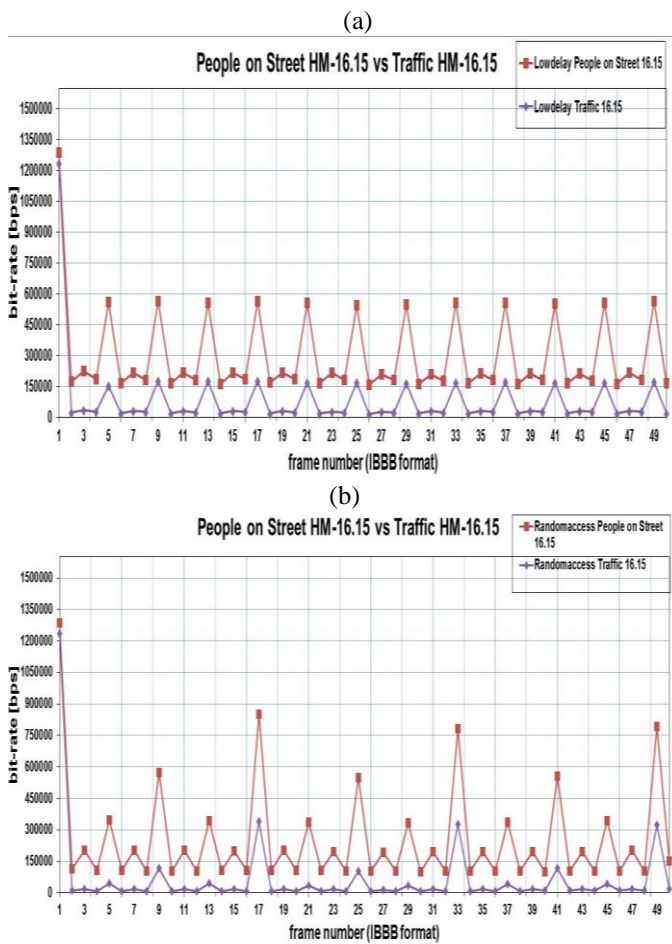 (a)
People on Street HM-16.15 vs Traffic HM-16.15
Lowdelay People on Street 16.15
Lowdelay Traffic 16.15
bit-rate [bps]
1500000
1350000
1200000
1050000
900000
750000
600000
450000
300000
150000
0
1 3 5 7 9 11 13 15 17 19 21 23 25 27 29 31 33 35 37 39 41 43 45 47 49
frame number (IBBB format)
(b)
People on Street HM-16.15 vs Traffic HM-16.15
Randomaccess People on Street
16.15
Randomaccess Traffic 16.15
bit-rate [bps]
1500000
1350000
1200000
1050000
900000
750000
600000
450000
300000
150000
0
1 3 5 7 9 11 13 15 17 19 21 23 25 27 29 31 33 35 37 39 41 43 45 47 49
frame number (IBBB format)